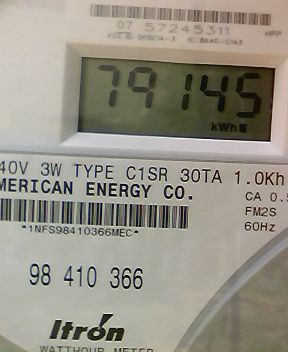 07 57245311
79145
kWh
40V 3W TYPE C1SR 30TA 1.0Kh
MERICAN ENERGY CO.
CA 0.5
FM2S
*1NFS98410366MEC*
60Hz
98 410 366
Itron
WATTHOUR METER